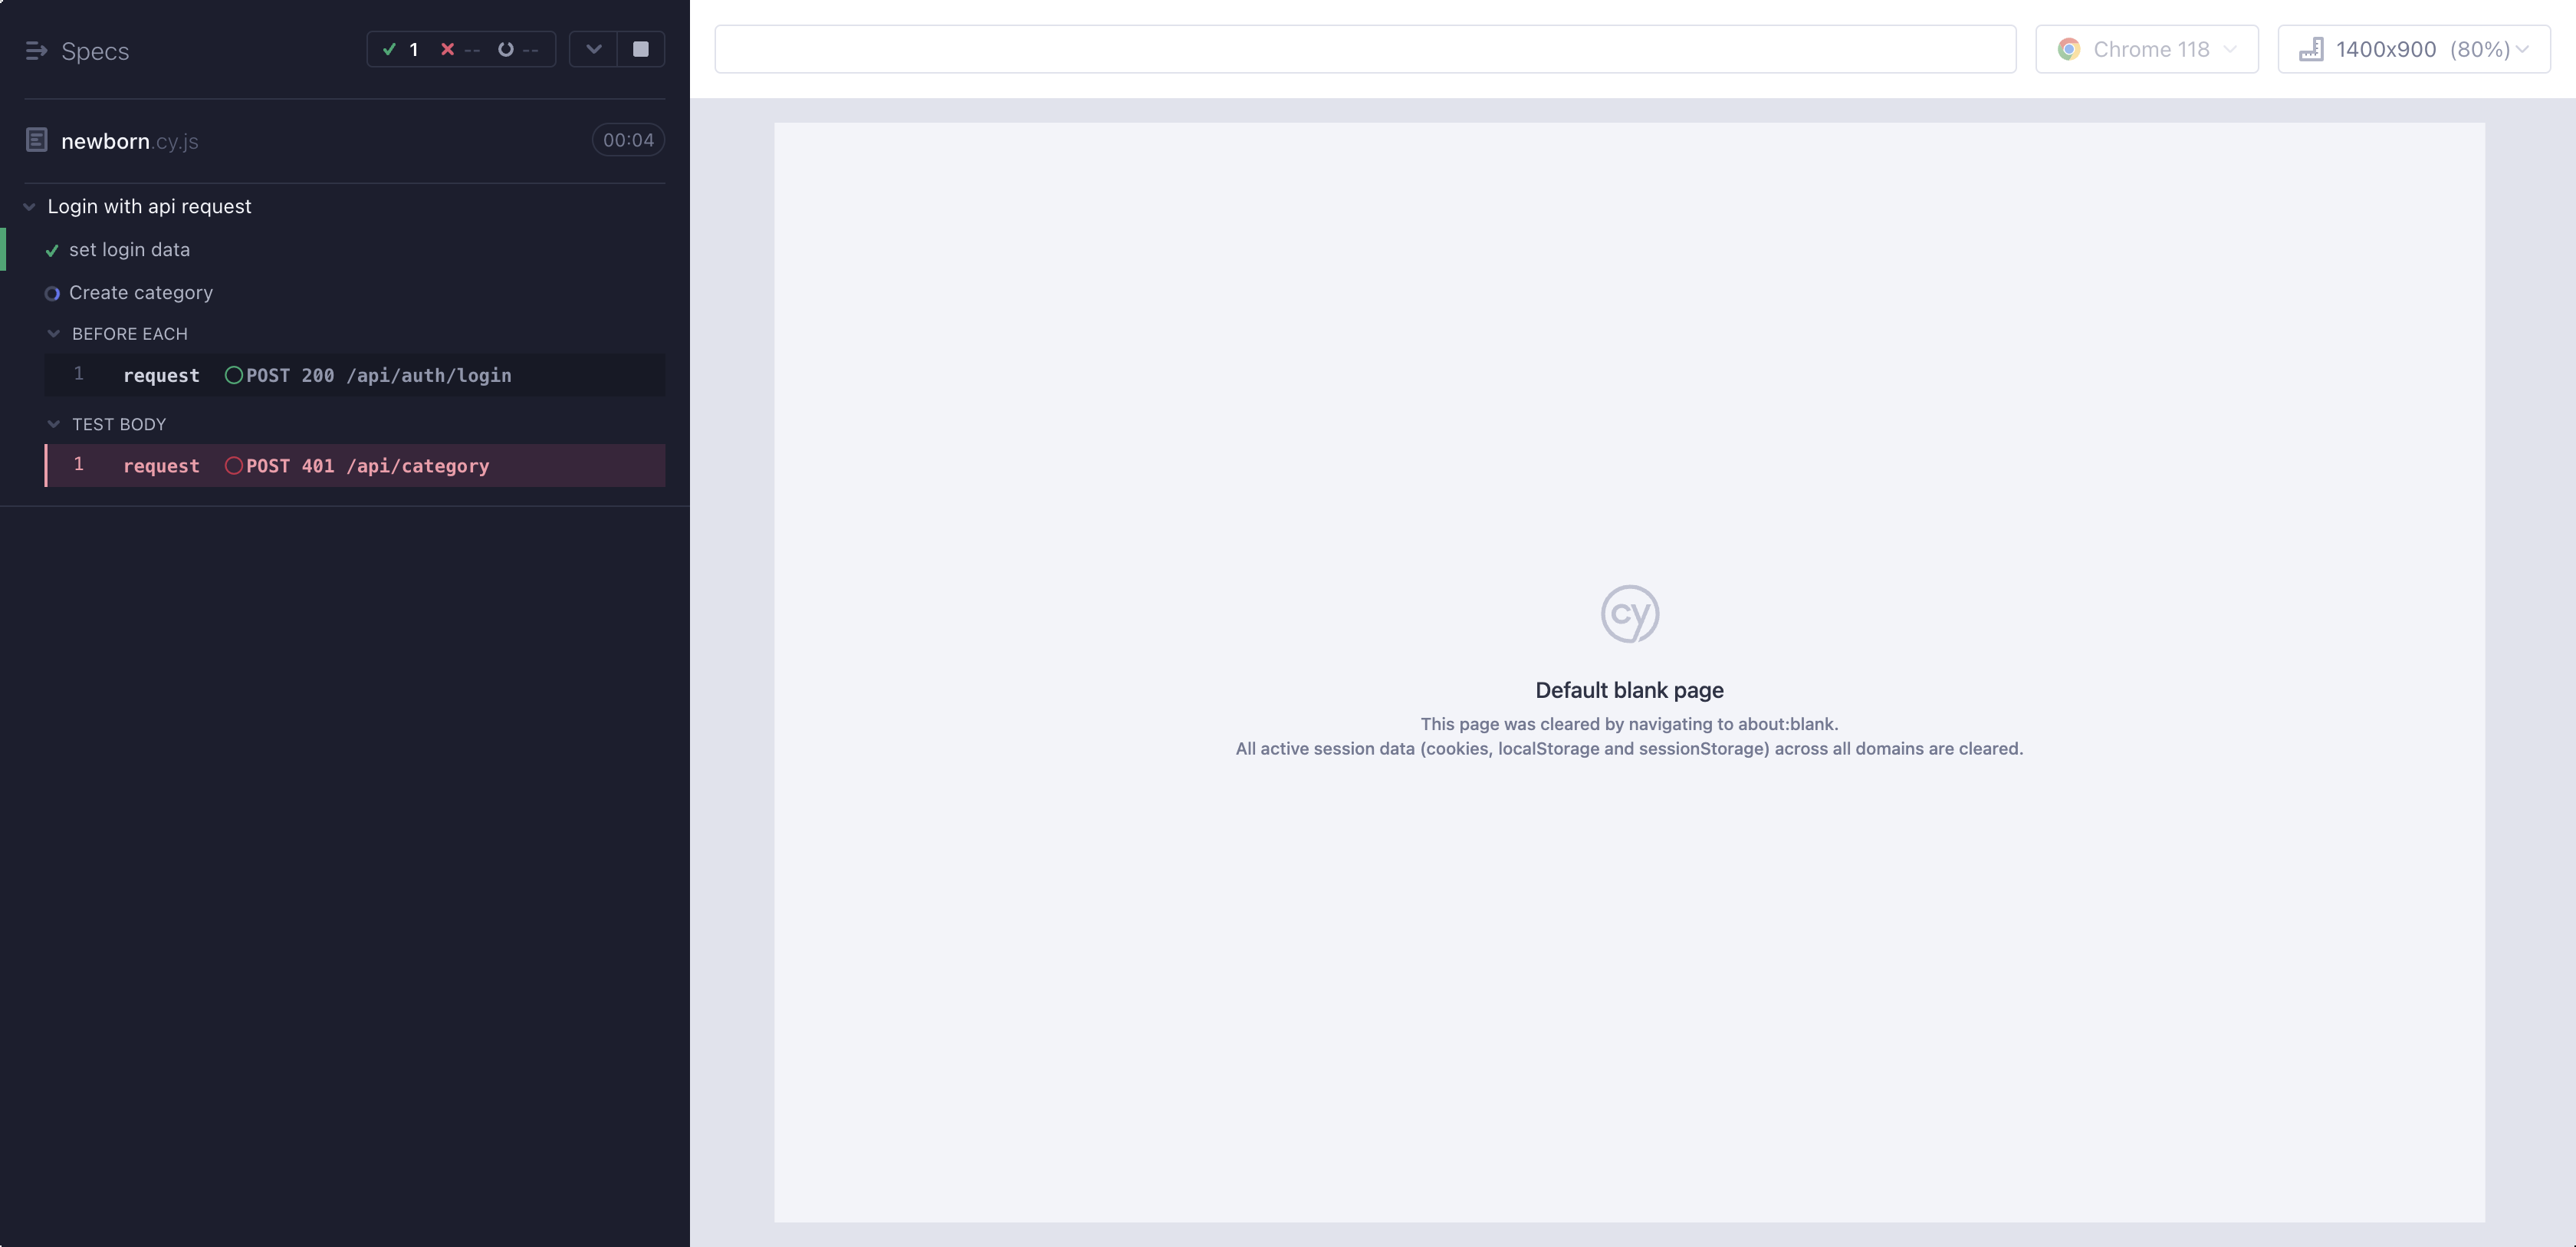 Specs
1 -- --
newborn.cy.js
00:04
Login with api request
set login data
Create category
BEFORE EACH
1 request POST 200 /api/auth/login
TEST BODY
1 request POST 401 /api/category
Chrome 118
1400x900 (80%)
cy
Default blank page
This page was cleared by navigating to about:blank.
All active session data (cookies, localStorage and sessionStorage) across all domains are cleared.